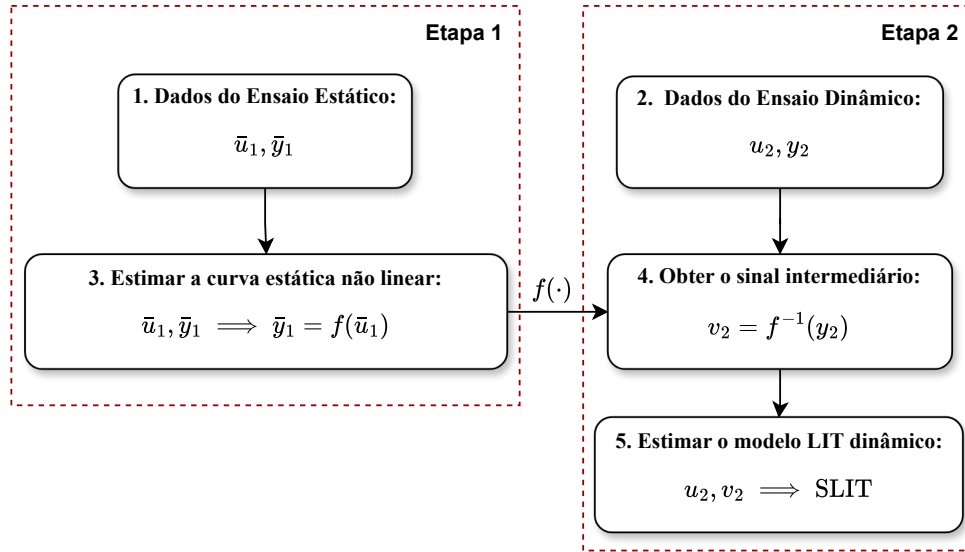 Etapa 1
1. Dados do Ensaio Estático:
ū₁, ȳ₁
3. Estimar a curva estática não linear:
ū₁, ȳ₁ ⟹ ȳ₁ = f(ū₁)
f(·)
Etapa 2
2. Dados do Ensaio Dinâmico:
u₂, y₂
4. Obter o sinal intermediário:
v₂ = f⁻¹(y₂)
5. Estimar o modelo LIT dinâmico:
u₂, v₂ ⟹ SLIT